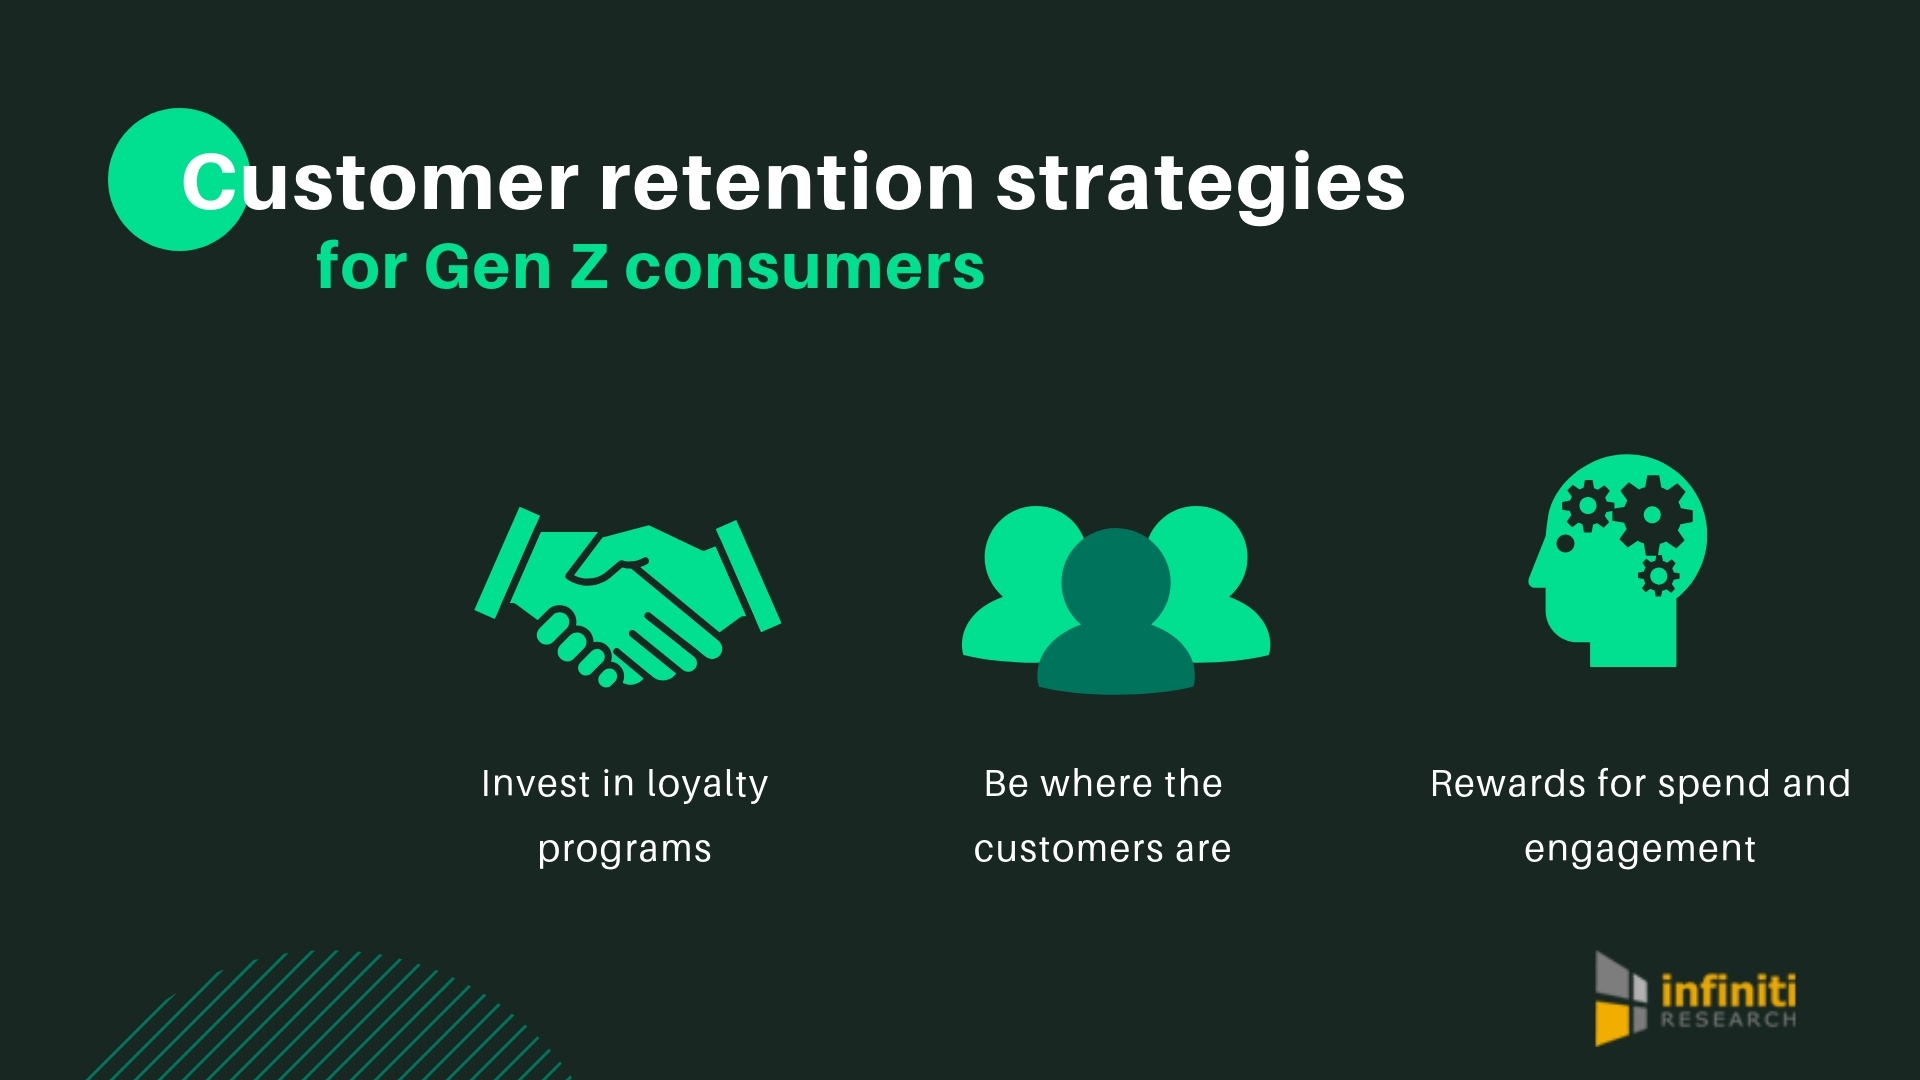 Customer retention strategies
for Gen Z consumers
Invest in loyalty
programs
Be where the
customers are
Rewards for spend and
engagement
infiniti
RESEARCH